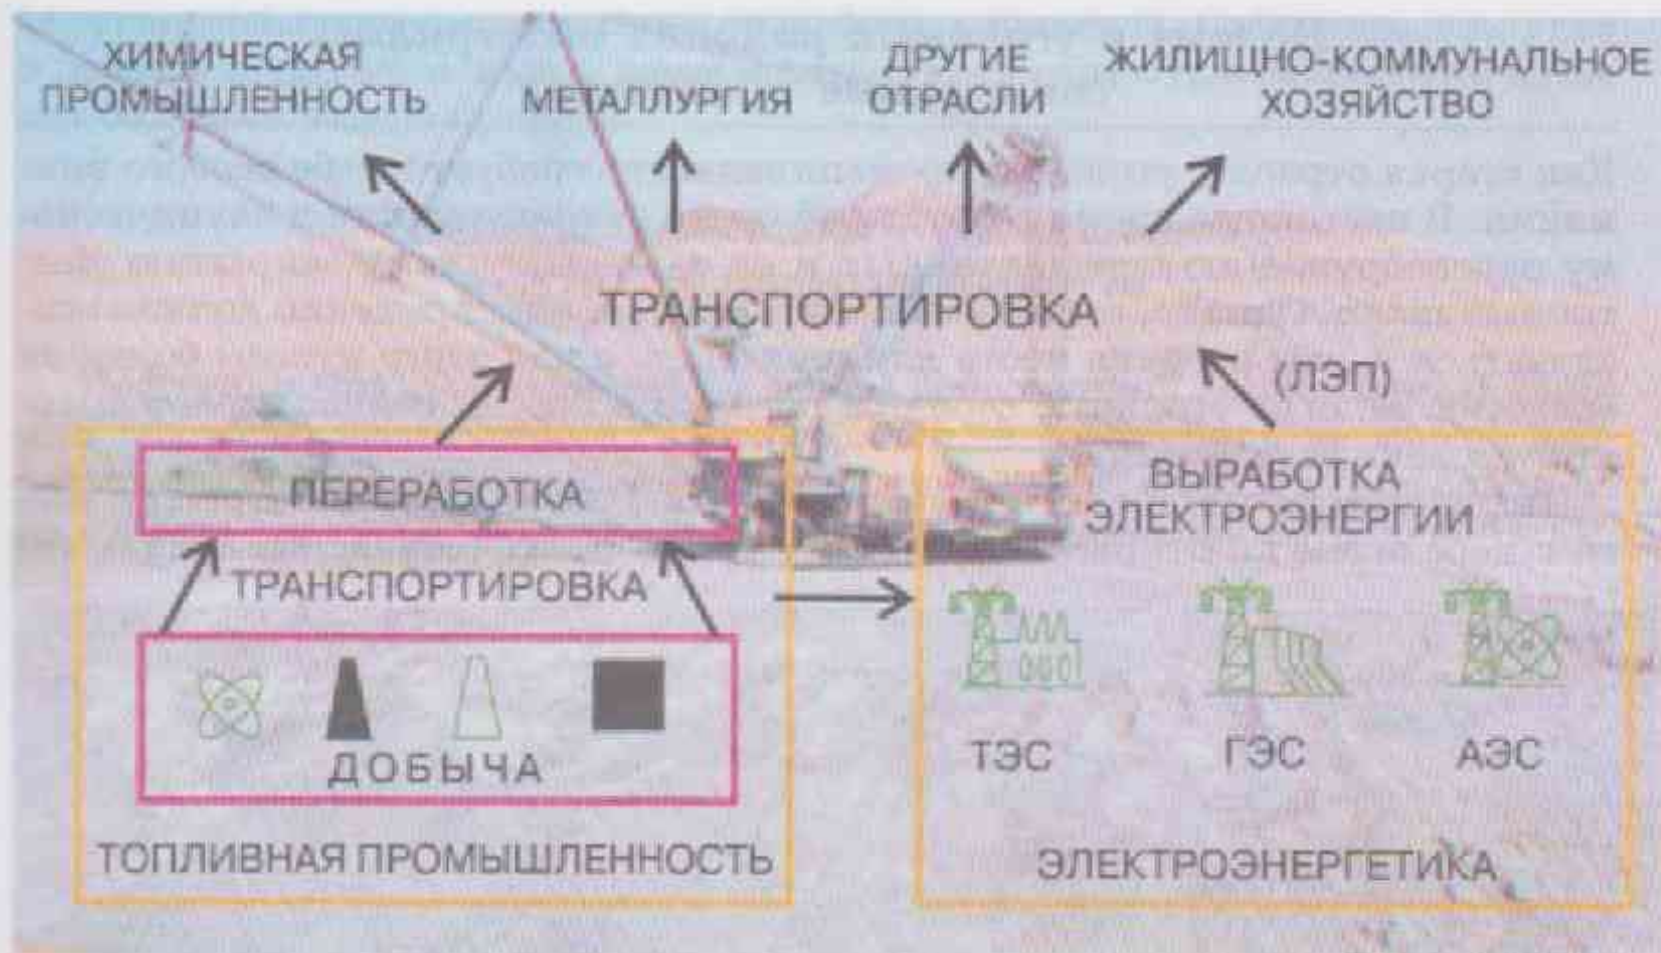 ХИМИЧЕСКАЯ
ПРОМЫШЛЕННОСТЬ
МЕТАЛЛУРГИЯ
ДРУГИЕ
ОТРАСЛИ
ЖИЛИЩНО-КОММУНАЛЬНОЕ
ХОЗЯЙСТВО
ТРАНСПОРТИРОВКА
(ЛЭП)
ПЕРЕРАБОТКА
ТРАНСПОРТИРОВКА
ДОБЫЧА
ТОПЛИВНАЯ ПРОМЫШЛЕННОСТЬ
ВЫРАБОТКА
ЭЛЕКТРОЭНЕРГИИ
ТЭС
ГЭС
АЭС
ЭЛЕКТРОЭНЕРГЕТИКА